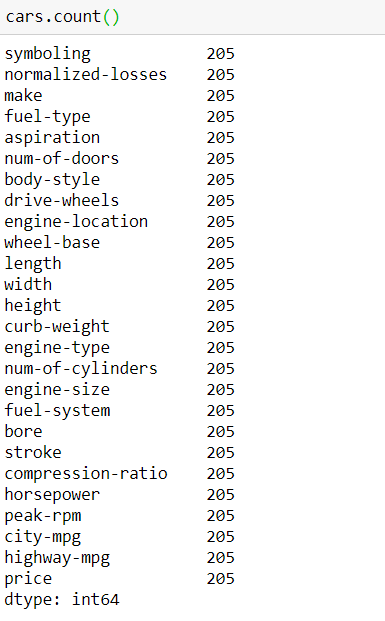 cars.count()
symboling 205
normalized-losses 205
make 205
fuel-type 205
aspiration 205
num-of-doors 205
body-style 205
drive-wheels 205
engine-location 205
wheel-base 205
length 205
width 205
height 205
curb-weight 205
engine-type 205
num-of-cylinders 205
engine-size 205
fuel-system 205
bore 205
stroke 205
compression-ratio 205
horsepower 205
peak-rpm 205
city-mpg 205
highway-mpg 205
price 205
dtype: int64